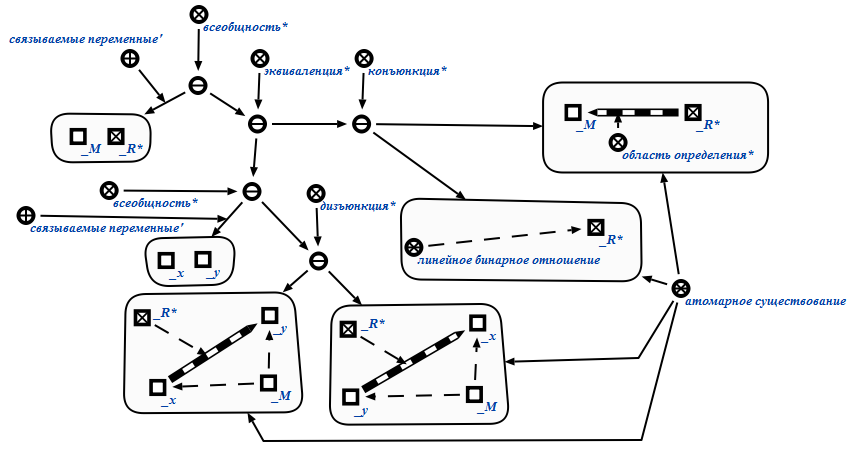 всеобщность*
связываемые переменные'
эквиваленция*
конъюнкция*
_M
_R*
_M
_R*
область определения*
всеобщность*
дизъюнкция*
связываемые переменные'
_R*
линейное бинарное отношение
_x
_y
атомарное существование
_R*
_y
_R*
_x
_x
_M
_y
_M